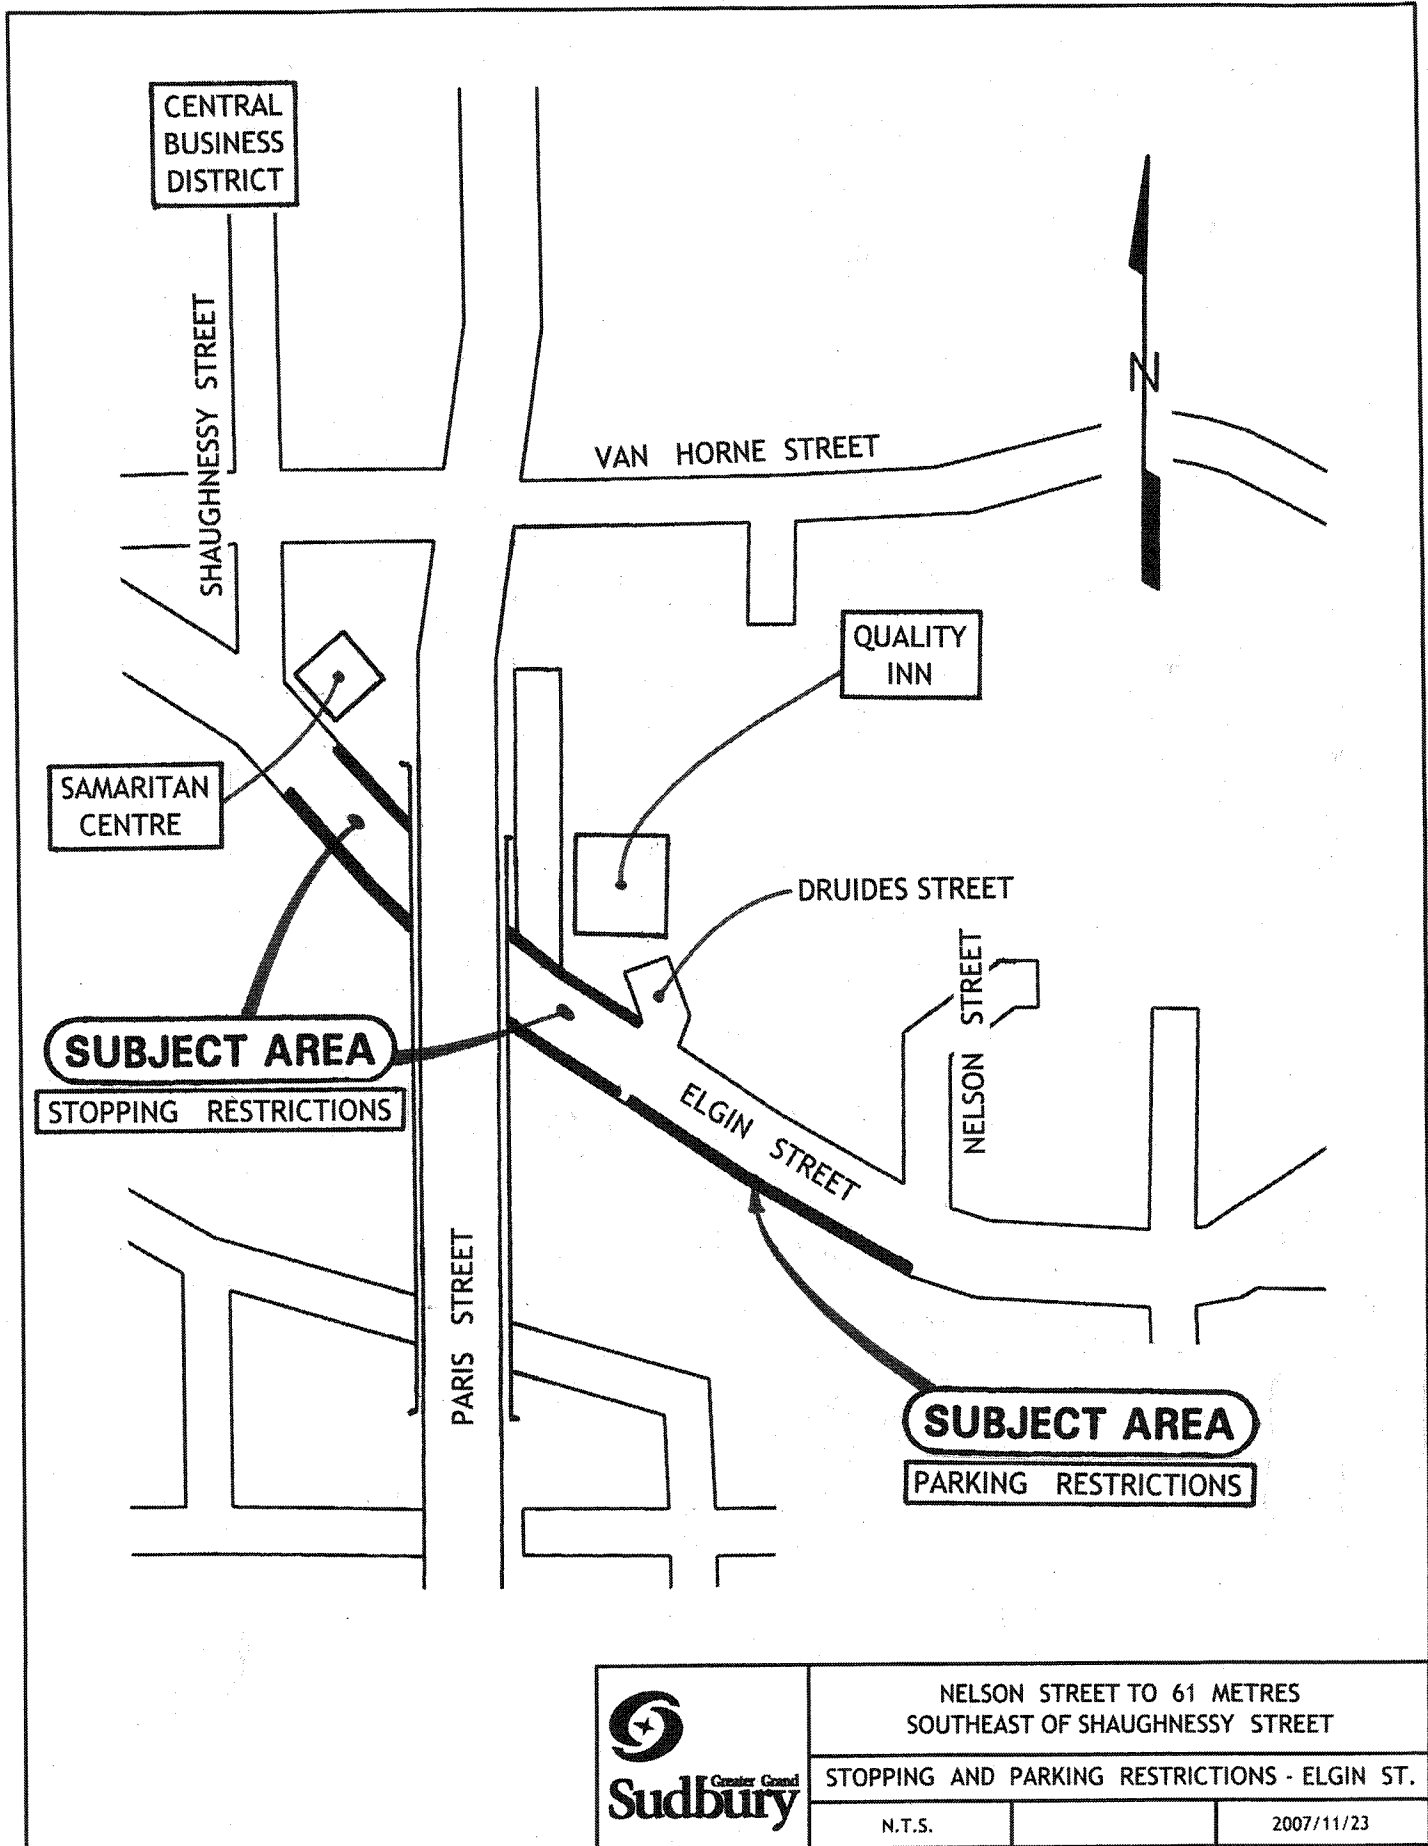 CENTRAL
BUSINESS
DISTRICT
SHAUGHNESSY STREET
N
VAN HORNE STREET
QUALITY
INN
SAMARITAN
CENTRE
DRUIDES STREET
NELSON STREET
SUBJECT AREA
STOPPING RESTRICTIONS
ELGIN STREET
PARIS STREET
SUBJECT AREA
PARKING RESTRICTIONS
Greater Grand
Sudbury
NELSON STREET TO 61 METRES
SOUTHEAST OF SHAUGHNESSY STREET
STOPPING AND PARKING RESTRICTIONS - ELGIN ST.
N.T.S.
2007/11/23